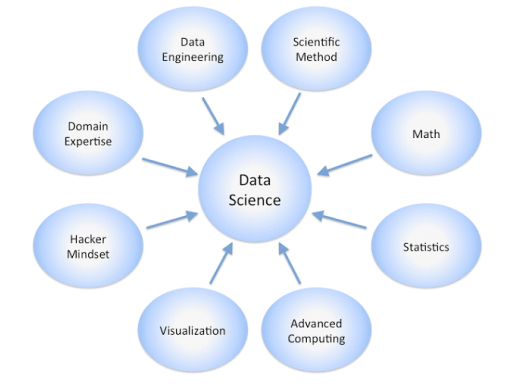 Data
Engineering
Scientific
Method
Domain
Expertise
Math
Data
Science
Hacker
Mindset
Statistics
Visualization
Advanced
Computing